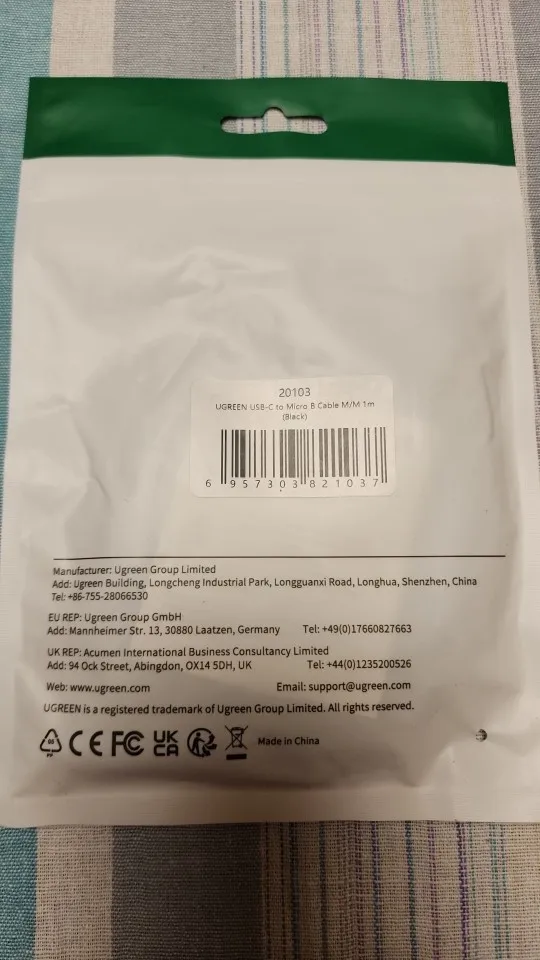 20103
UGREEN USB-C to Micro B Cable M/M 1m
(Black)
6 957303 821037
Manufacturer: Ugreen Group Limited
Add: Ugreen Building, Longcheng Industrial Park, Longguanxi Road, Longhua, Shenzhen, China
Tel: +86-755-28066530
EU REP: Ugreen Group GmbH
Add: Mannheimer Str. 13, 30880 Laatzen, Germany Tel: +49(0)17660827663
UK REP: Acumen International Business Consultancy Limited
Add: 94 Ock Street, Abingdon, OX14 5DH, UK Tel: +44(0)1235200526
Web: www.ugreen.com Email: support@ugreen.com
UGREEN is a registered trademark of Ugreen Group Limited. All rights reserved.
05 PP CE FC UK CA Made in China